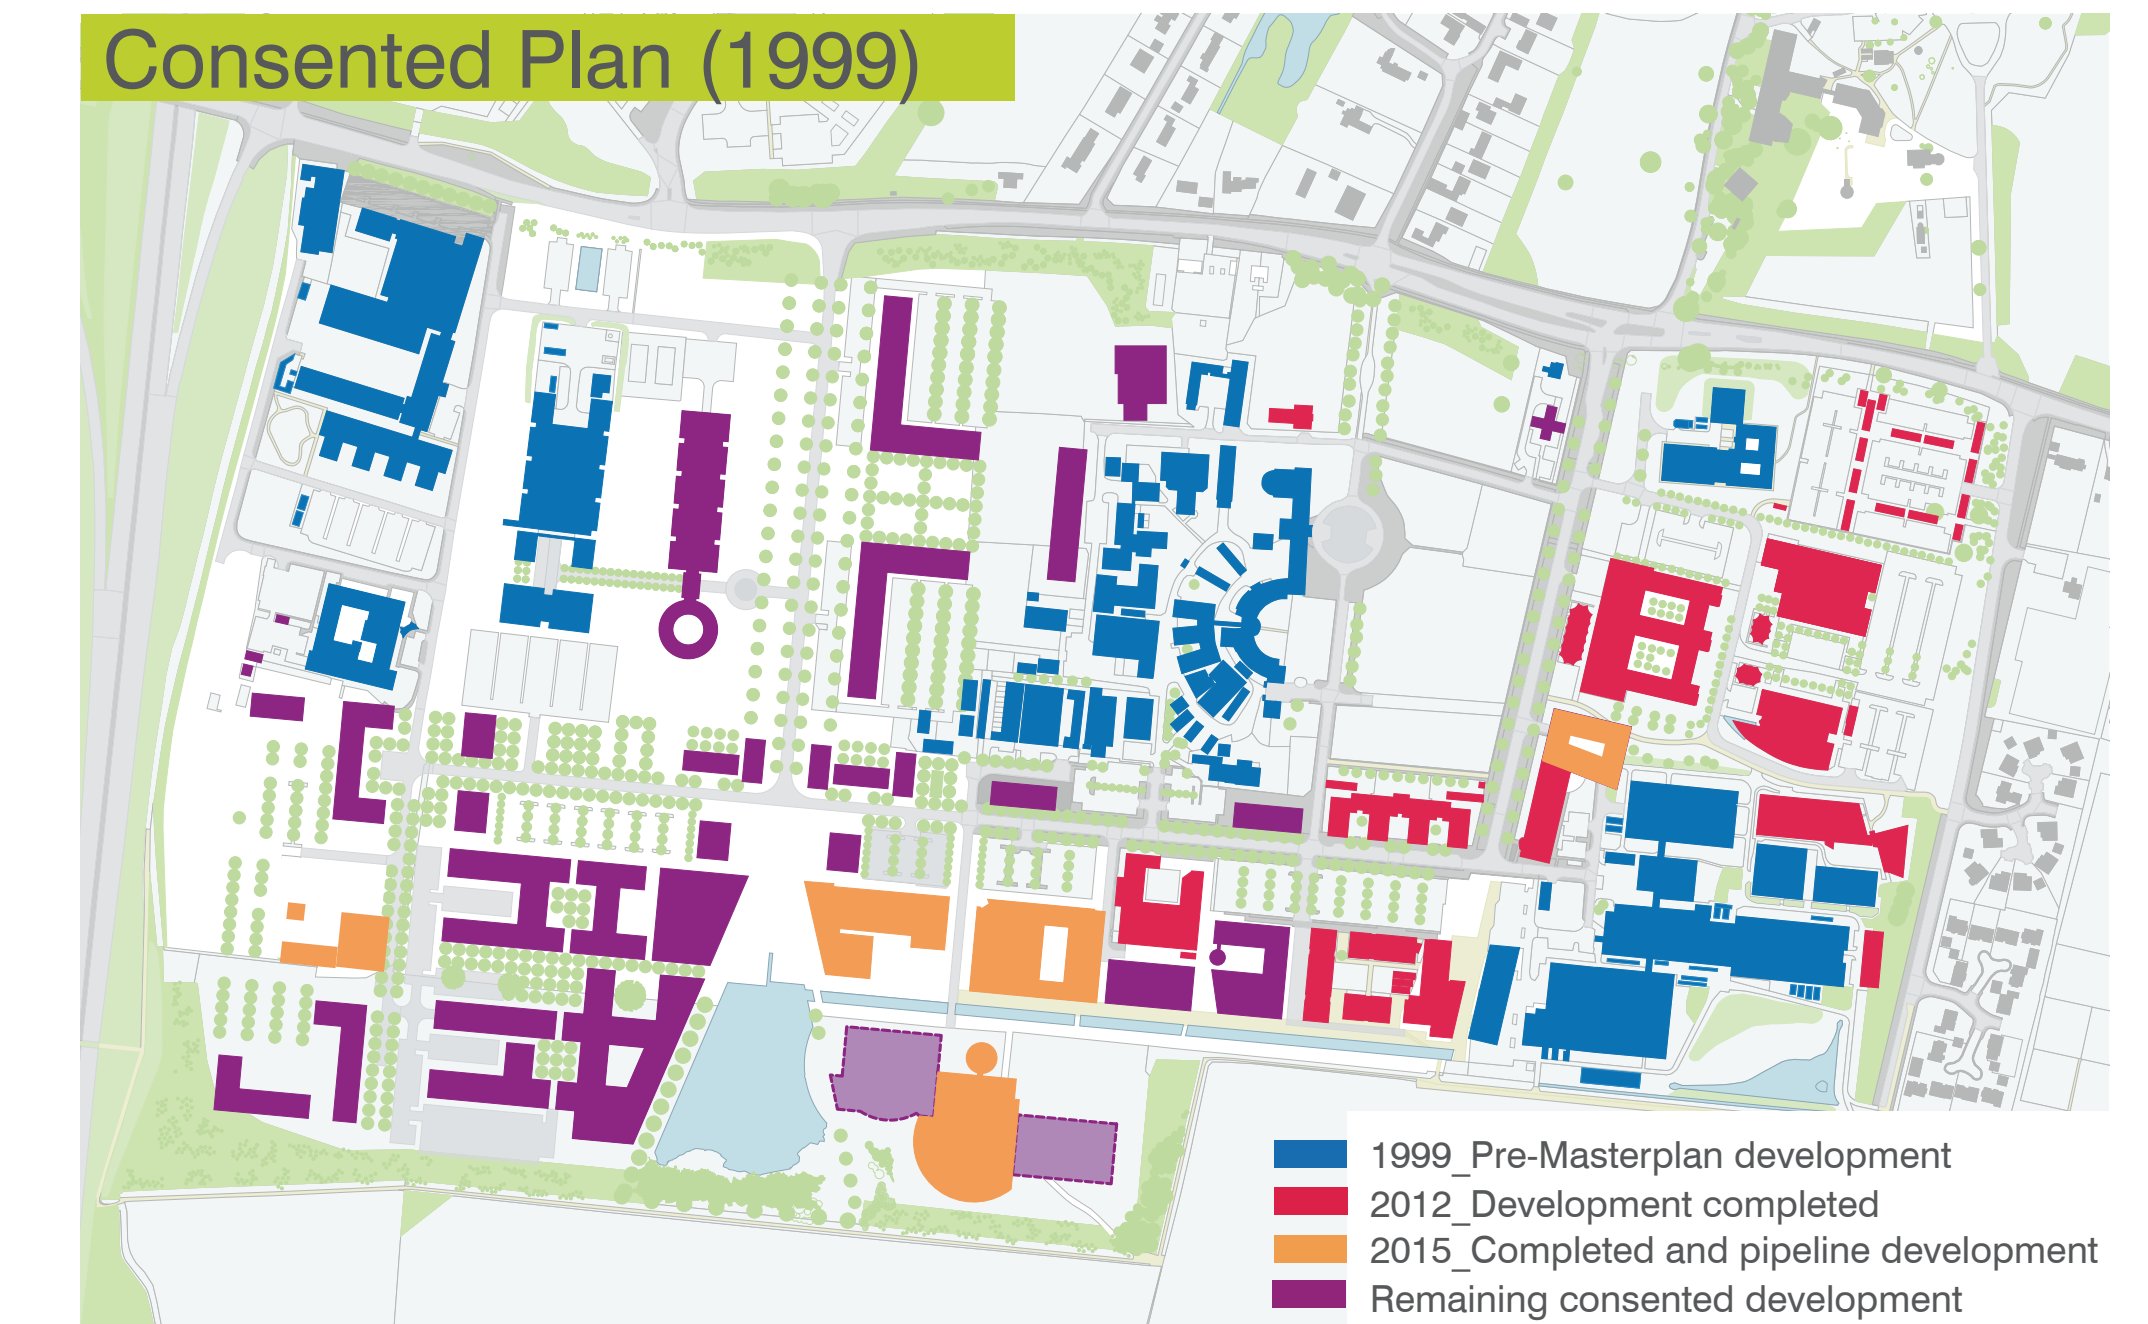 Consented Plan (1999)
1999_Pre-Masterplan development
2012_Development completed
2015_Completed and pipeline development
Remaining consented development